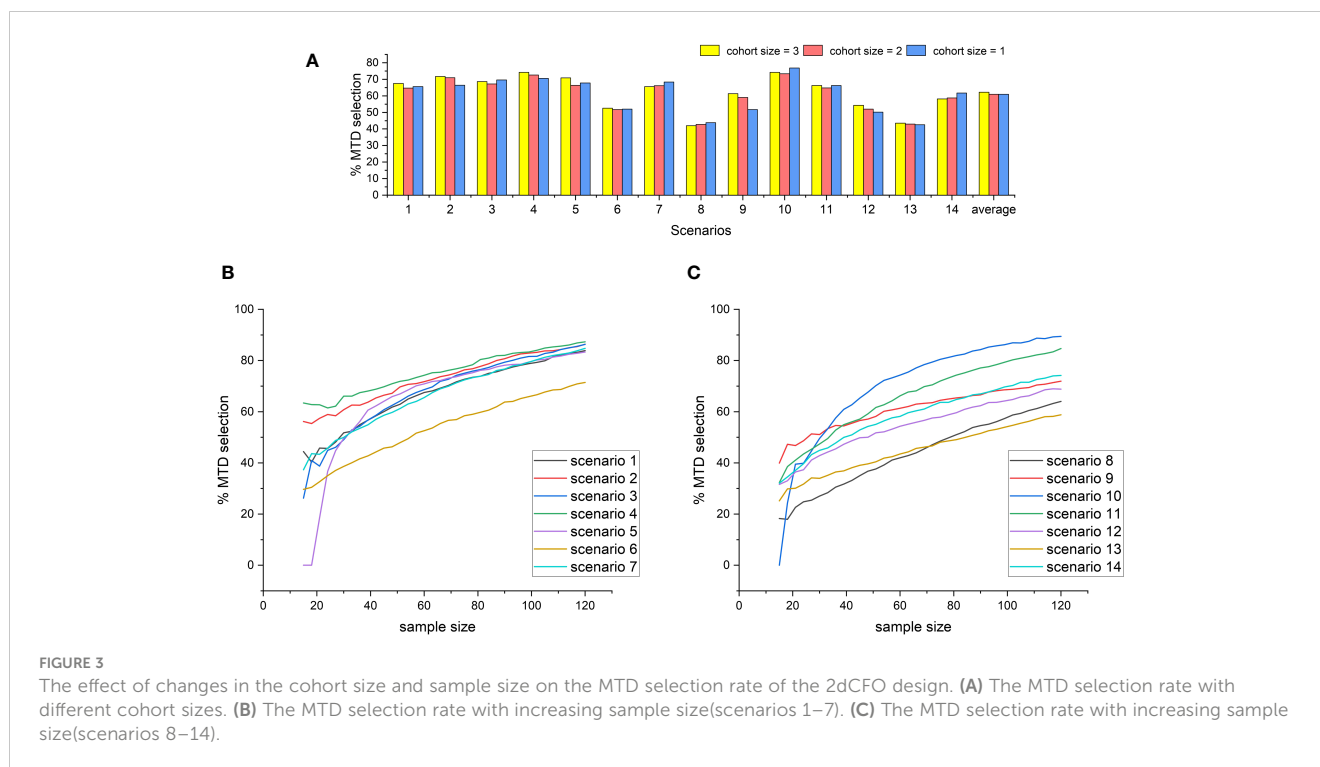 A
cohort size = 3 cohort size = 2 cohort size = 1
% MTD selection
80
70
60
50
40
30
20
10
0
1 2 3 4 5 6 7 8 9 10 11 12 13 14 average
Scenarios
B
% MTD selection
100
80
60
40
20
0
scenario 1
scenario 2
scenario 3
scenario 4
scenario 5
scenario 6
scenario 7
0 20 40 60 80 100 120
sample size
C
% MTD selection
100
80
60
40
20
0
scenario 8
scenario 9
scenario 10
scenario 11
scenario 12
scenario 13
scenario 14
0 20 40 60 80 100 120
sample size
FIGURE 3
The effect of changes in the cohort size and sample size on the MTD selection rate of the 2dCFO design. (A) The MTD selection rate with
different cohort sizes. (B) The MTD selection rate with increasing sample size(scenarios 1–7). (C) The MTD selection rate with increasing sample
size(scenarios 8–14).